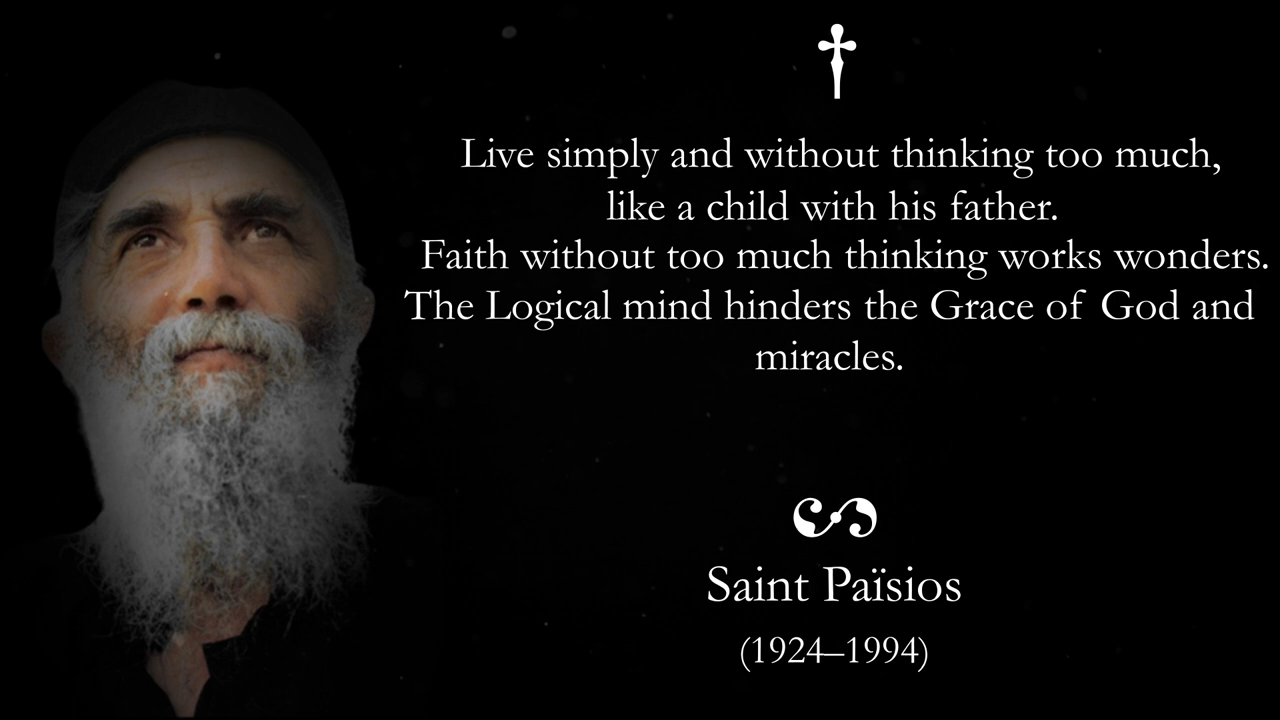 Live simply and without thinking too much,
like a child with his father.
Faith without too much thinking works wonders.
The Logical mind hinders the Grace of God and
miracles.
Saint Païsios
(1924–1994)